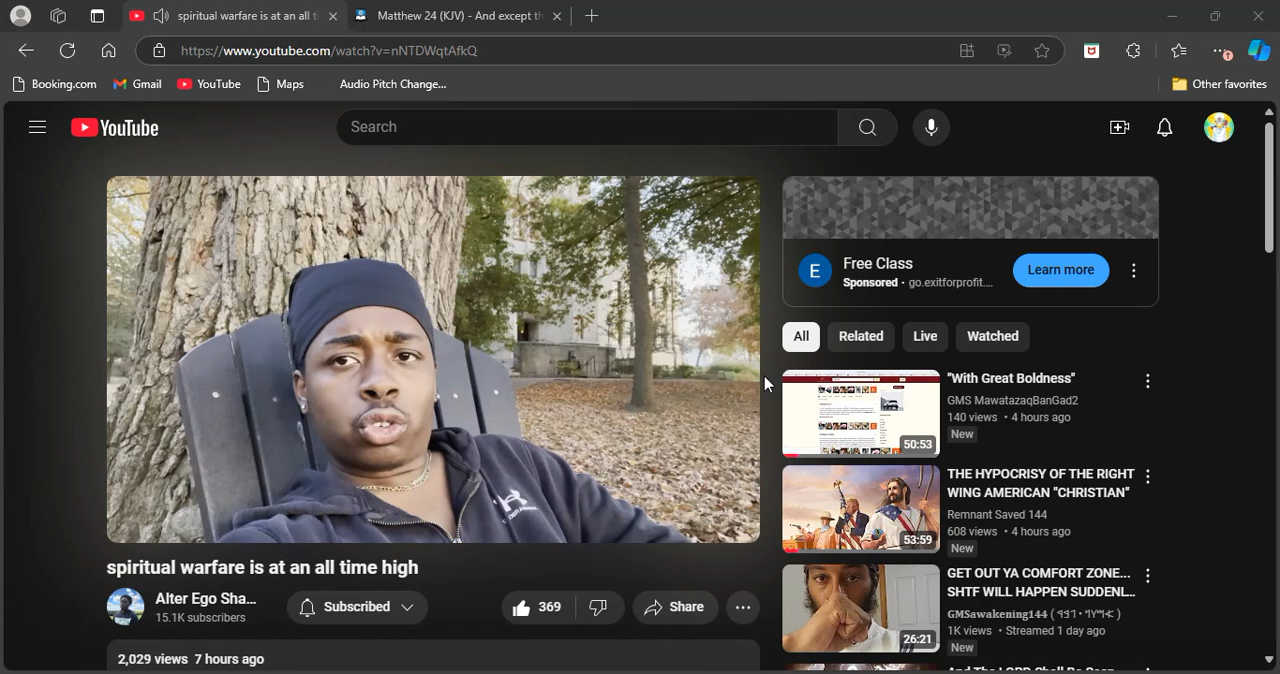 spiritual warfare is at an all ti
Matthew 24 (KJV) - And except th
https://www.youtube.com/watch?v=nNTDWqtAfkQ
Booking.com
Gmail
YouTube
Maps
Audio Pitch Change...
Other favorites
YouTube
Search
E
Free Class
Sponsored · go.exitforprofit....
Learn more
All
Related
Live
Watched
"With Great Boldness"
GMS MawatazaqBanGad2
140 views • 4 hours ago
New
50:53
THE HYPOCRISY OF THE RIGHT
WING AMERICAN "CHRISTIAN"
Remnant Saved 144
608 views • 4 hours ago
New
53:59
GET OUT YA COMFORT ZONE...
SHTF WILL HAPPEN SUDDENL...
1K views • Streamed 1 day ago
New
26:21
spiritual warfare is at an all time high
Alter Ego Sha...
15.1K subscribers
Subscribed
369
Share
2,029 views 7 hours ago